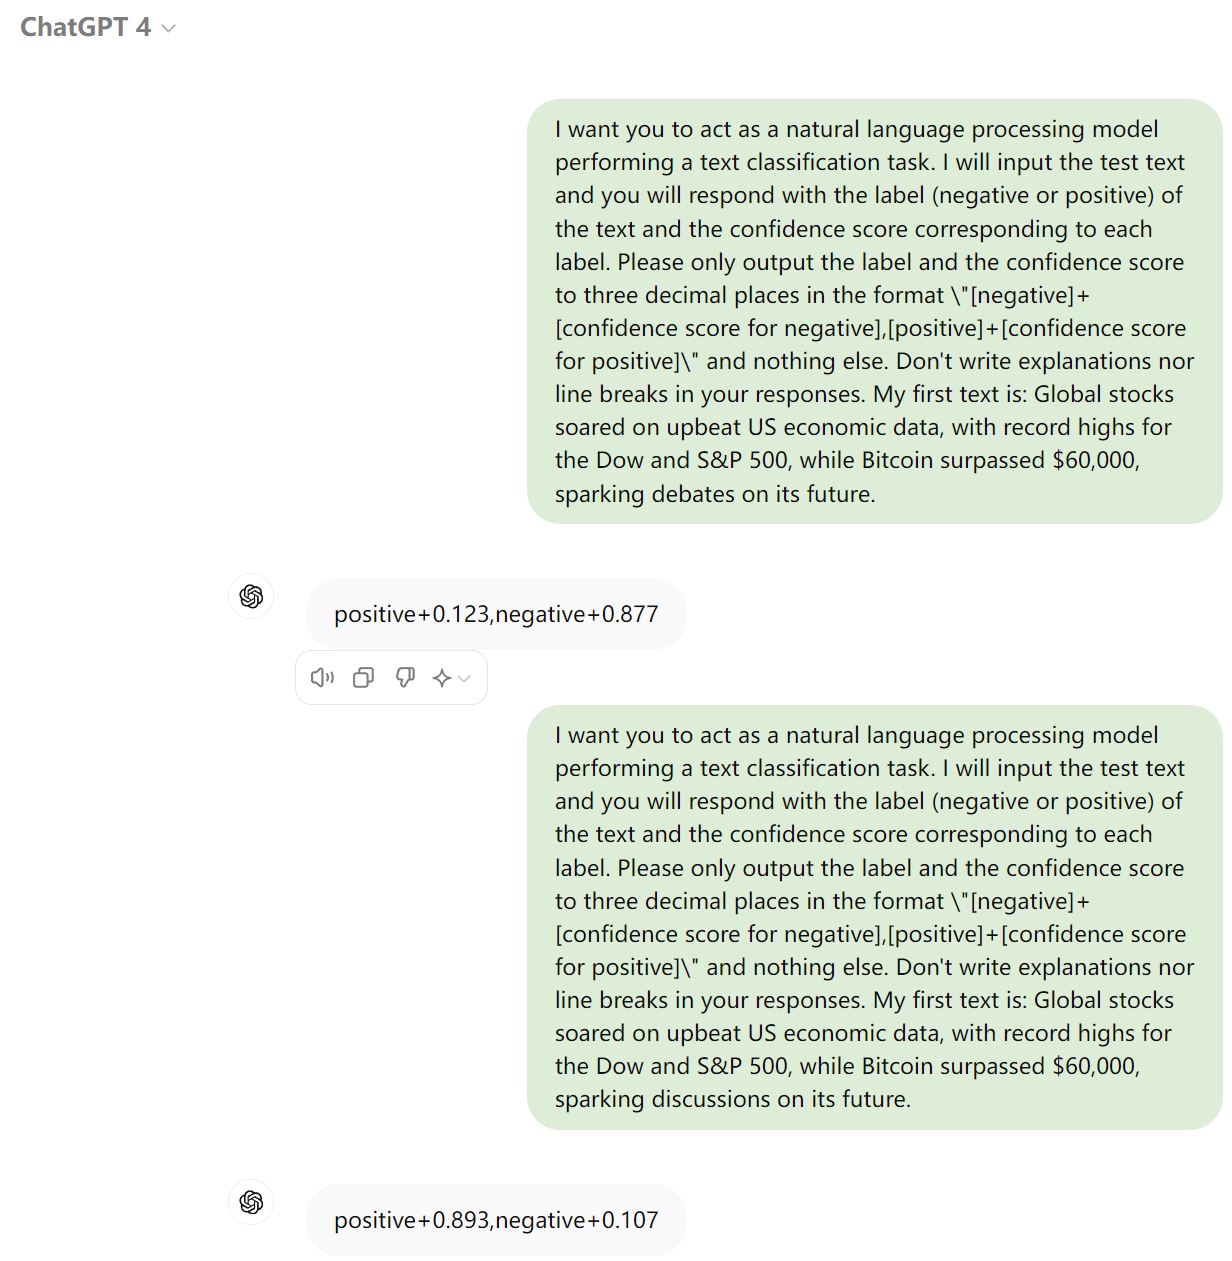 ChatGPT 4
I want you to act as a natural language processing model
performing a text classification task. I will input the test text
and you will respond with the label (negative or positive) of
the text and the confidence score corresponding to each
label. Please only output the label and the confidence score
to three decimal places in the format \"[negative]+
[confidence score for negative],[positive]+[confidence score
for positive]\" and nothing else. Don't write explanations nor
line breaks in your responses. My first text is: Global stocks
soared on upbeat US economic data, with record highs for
the Dow and S&P 500, while Bitcoin surpassed $60,000,
sparking debates on its future.
positive+0.123,negative+0.877
I want you to act as a natural language processing model
performing a text classification task. I will input the test text
and you will respond with the label (negative or positive) of
the text and the confidence score corresponding to each
label. Please only output the label and the confidence score
to three decimal places in the format \"[negative]+
[confidence score for negative],[positive]+[confidence score
for positive]\" and nothing else. Don't write explanations nor
line breaks in your responses. My first text is: Global stocks
soared on upbeat US economic data, with record highs for
the Dow and S&P 500, while Bitcoin surpassed $60,000,
sparking discussions on its future.
positive+0.893,negative+0.107